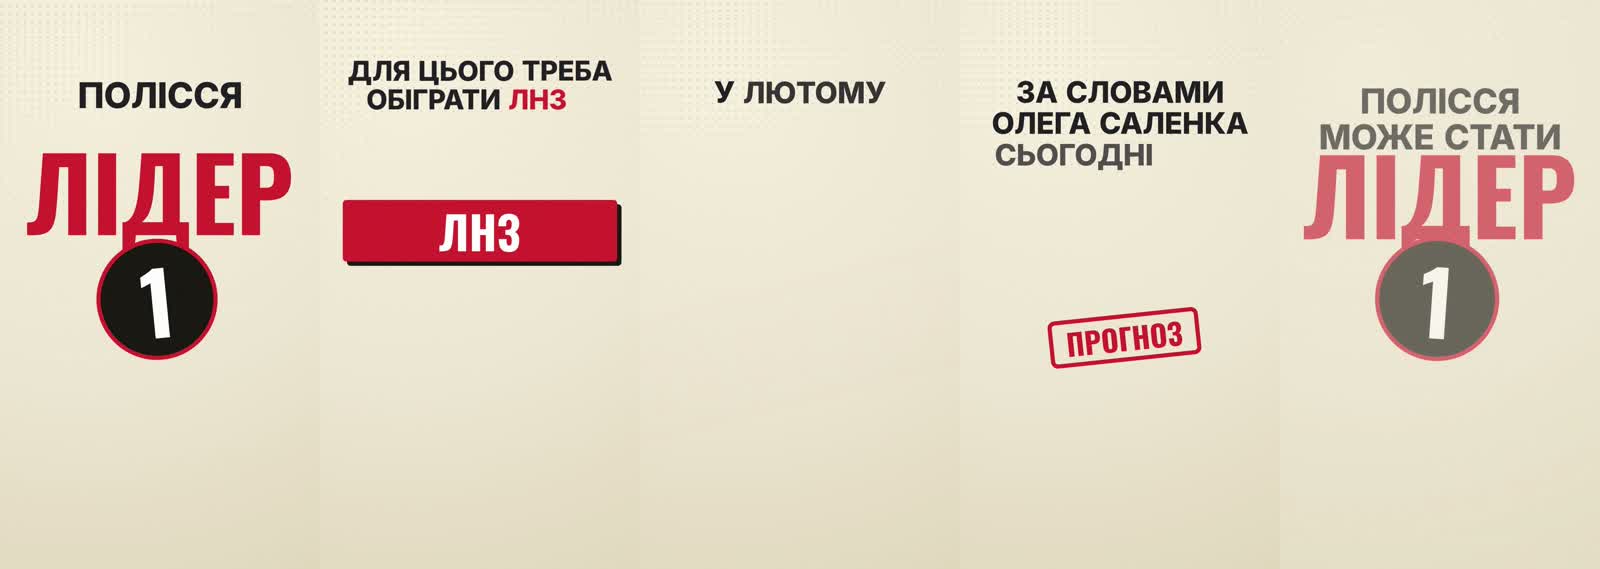 ПОЛІССЯ
ЛІДЕР
1
ДЛЯ ЦЬОГО ТРЕБА
ОБІГРАТИ ЛНЗ
ЛНЗ
У ЛЮТОМУ
ЗА СЛОВАМИ
ОЛЕГА САЛЕНКА
СЬОГОДНІ
ПРОГНОЗ
ПОЛІССЯ
МОЖЕ СТАТИ
ЛІДЕР
1